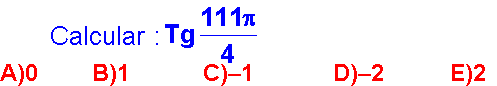 Calcular : Tg 111π/4
A)0 B)1 C)–1 D)–2 E)2